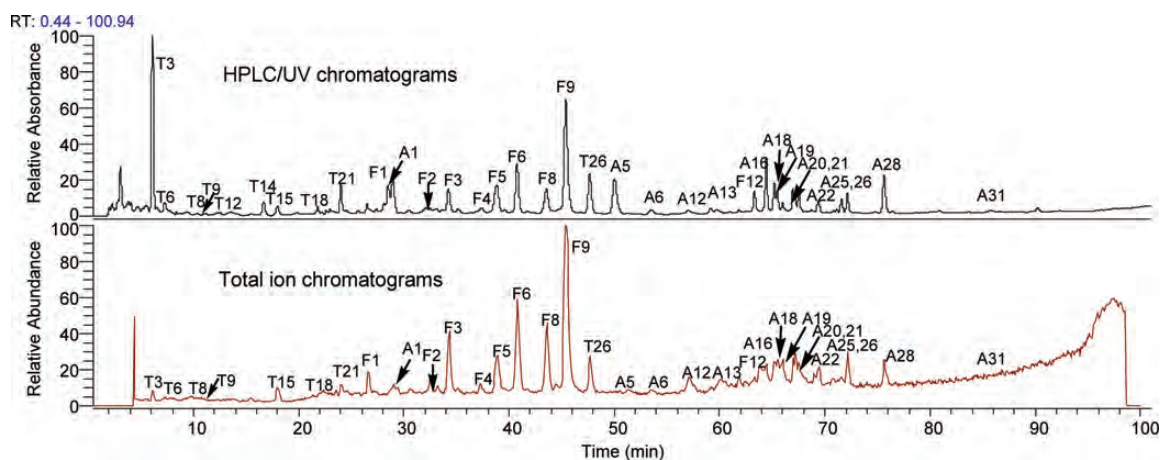 RT: 0.44 - 100.94
Relative Absorbance
100
80
60
40
20
0
HPLC/UV chromatograms
T3
T6
T8
T9
T12
T14
T15
T18
T21
F1
A1
F2
F3
F4
F5
F6
F8
F9
T26
A5
A6
A12
A13
F12
A16
A18
A19
A20,21
A22
A25,26
A28
A31
Relative Abundance
100
80
60
40
20
0
Total ion chromatograms
T3
T6
T8
T9
T15
T18
T21
F1
A1
F2
F3
F4
F5
F6
F8
F9
T26
A5
A6
A12
A13
F12
A16
A18
A19
A20,21
A22
A25,26
A28
A31
10 20 30 40 50 60 70 80 90 100
Time (min)